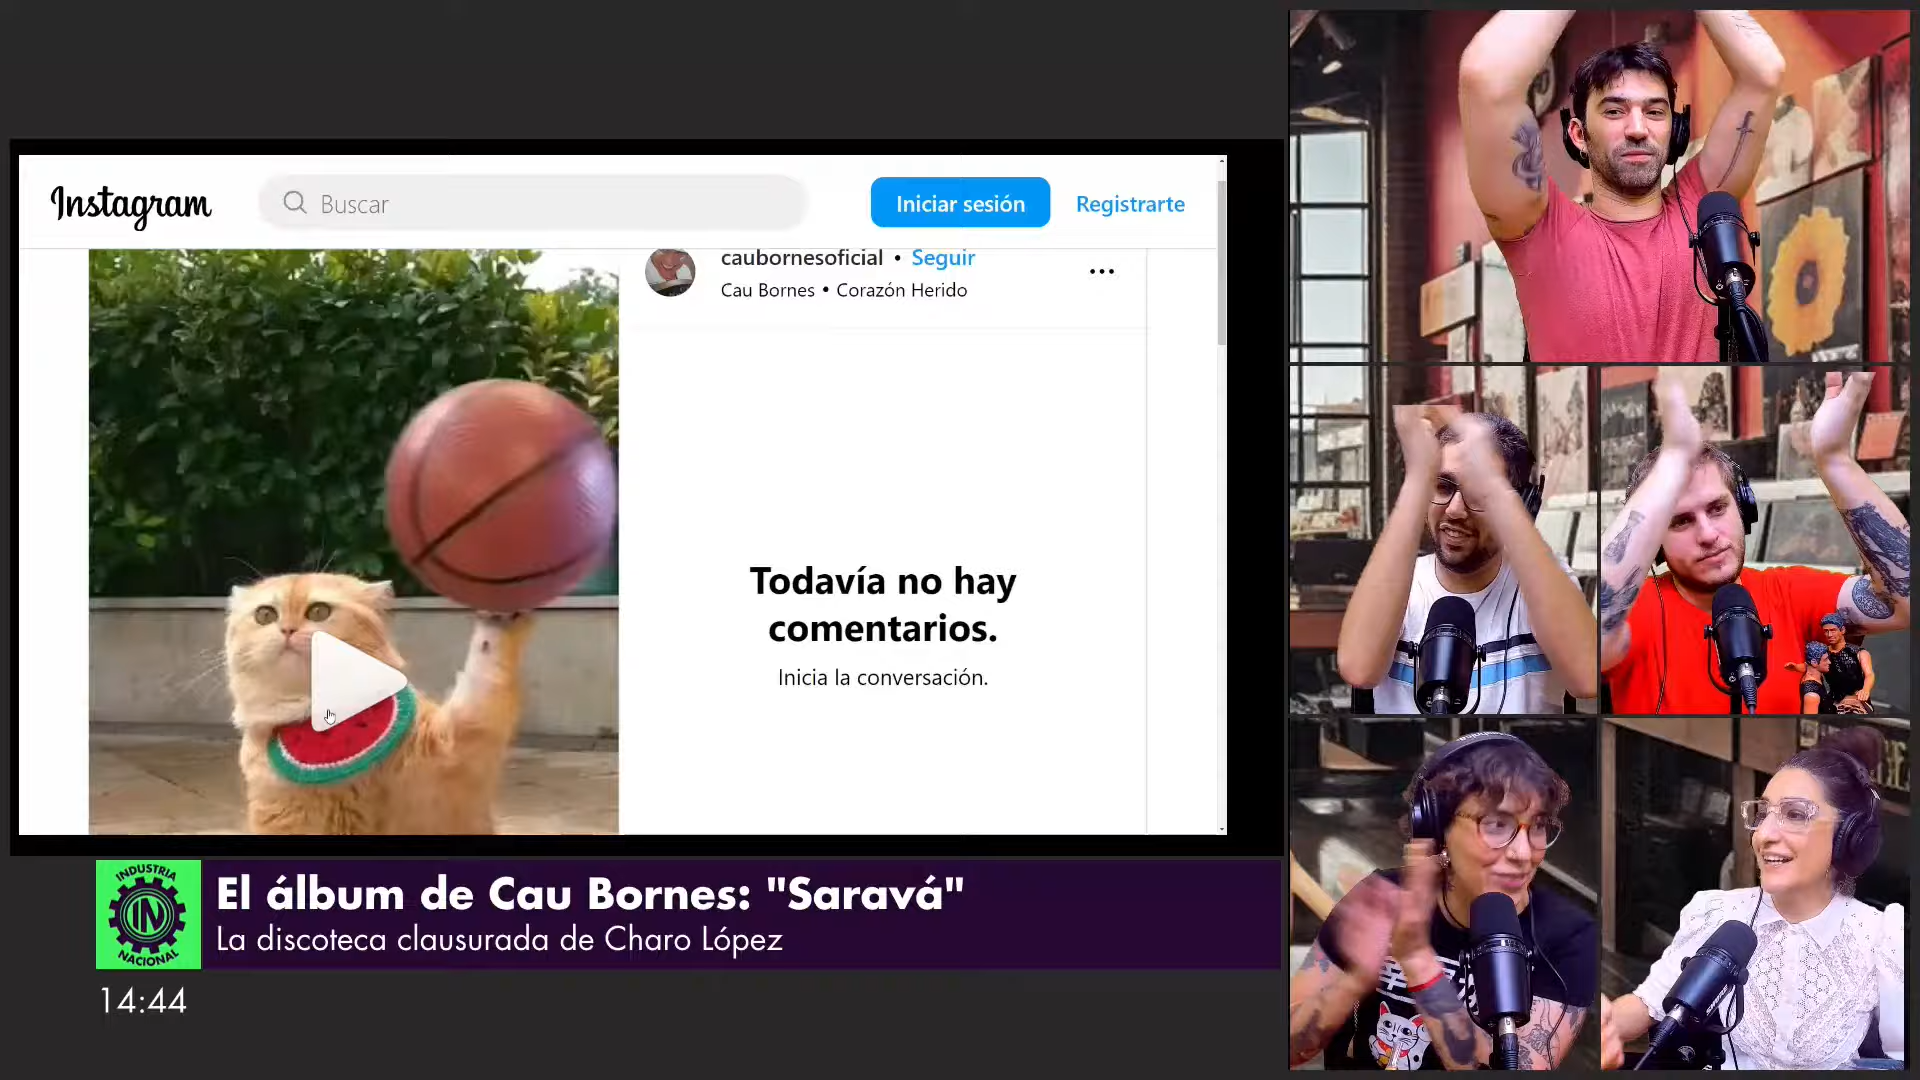 Instagram
Buscar
Iniciar sesión
Registrarte
caubornesoficial • Seguir
Cau Bornes • Corazón Herido
Todavía no hay
comentarios.
Inicia la conversación.
INDUSTRIA
IN
NACIONAL
El álbum de Cau Bornes: "Saravá"
La discoteca clausurada de Charo López
14:44